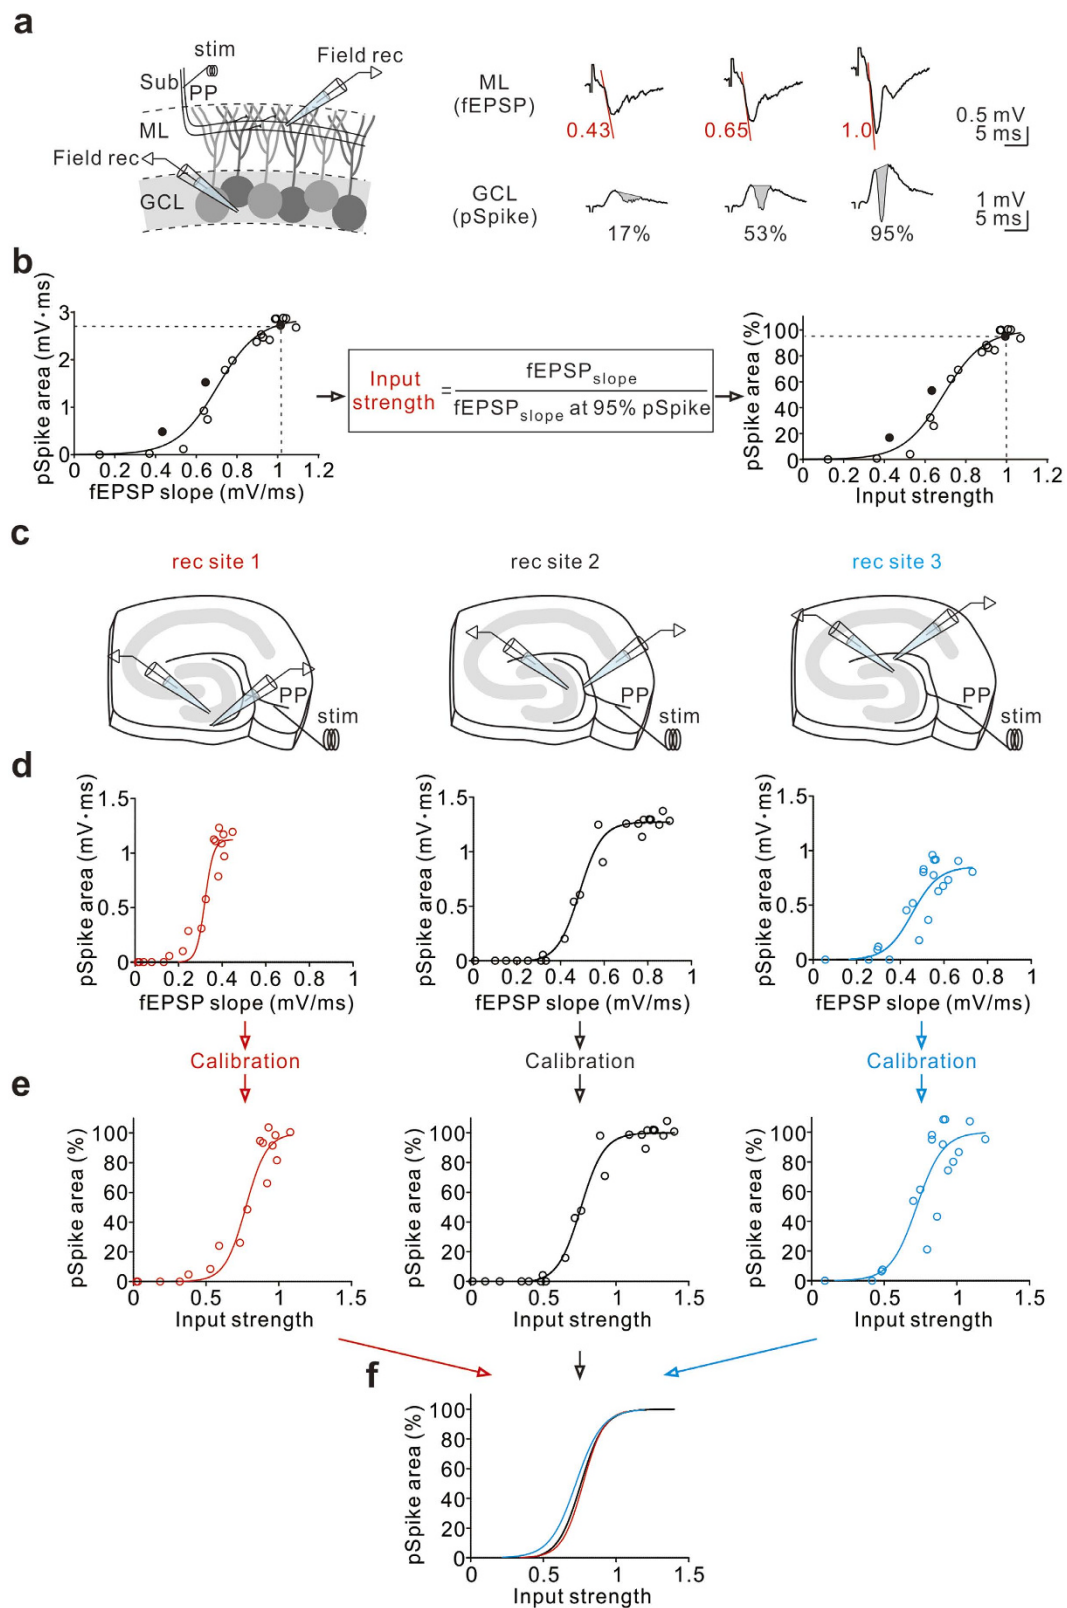 a
stim
Field rec
Sub
PP
ML
Field rec
GCL
ML
(fEPSP)
0.43
0.65
1.0
0.5 mV
5 ms
GCL
(pSpike)
17%
53%
95%
1 mV
5 ms
b
pSpike area (mV·ms)
3
2
1
0
0 0.2 0.4 0.6 0.8 1 1.2
fEPSP slope (mV/ms)
Input
strength
=
fEPSPslope
fEPSPslope at 95% pSpike
pSpike area (%)
100
80
60
40
20
0
0 0.2 0.4 0.6 0.8 1 1.2
Input strength
c
rec site 1
rec site 2
rec site 3
PP
stim
PP
stim
PP
stim
d
pSpike area (mV·ms)
1.5
1
0.5
0
0 0.2 0.4 0.6 0.8 1
fEPSP slope (mV/ms)
pSpike area (mV·ms)
1.5
1
0.5
0
0 0.2 0.4 0.6 0.8 1
fEPSP slope (mV/ms)
pSpike area (mV·ms)
1.5
1
0.5
0
0 0.2 0.4 0.6 0.8 1
fEPSP slope (mV/ms)
Calibration
Calibration
Calibration
e
pSpike area (%)
100
80
60
40
20
0
0 0.5 1 1.5
Input strength
pSpike area (%)
100
80
60
40
20
0
0 0.5 1 1.5
Input strength
pSpike area (%)
100
80
60
40
20
0
0 0.5 1 1.5
Input strength
f
pSpike area (%)
100
80
60
40
20
0
0 0.5 1 1.5
Input strength